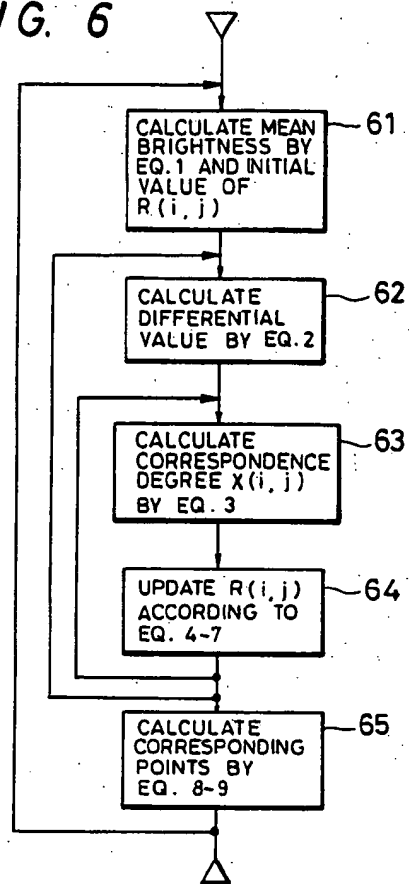 FIG. 6
CALCULATE MEAN
BRIGHTNESS BY
EQ.1 AND INITIAL
VALUE OF
R(i,j)
61
CALCULATE
DIFFERENTIAL
VALUE BY EQ.2
62
CALCULATE
CORRESPONDENCE
DEGREE X(i,j)
BY EQ. 3
63
UPDATE R(i,j)
ACCORDING TO
EQ. 4-7
64
CALCULATE
CORRESPONDING
POINTS BY
EQ. 8-9
65